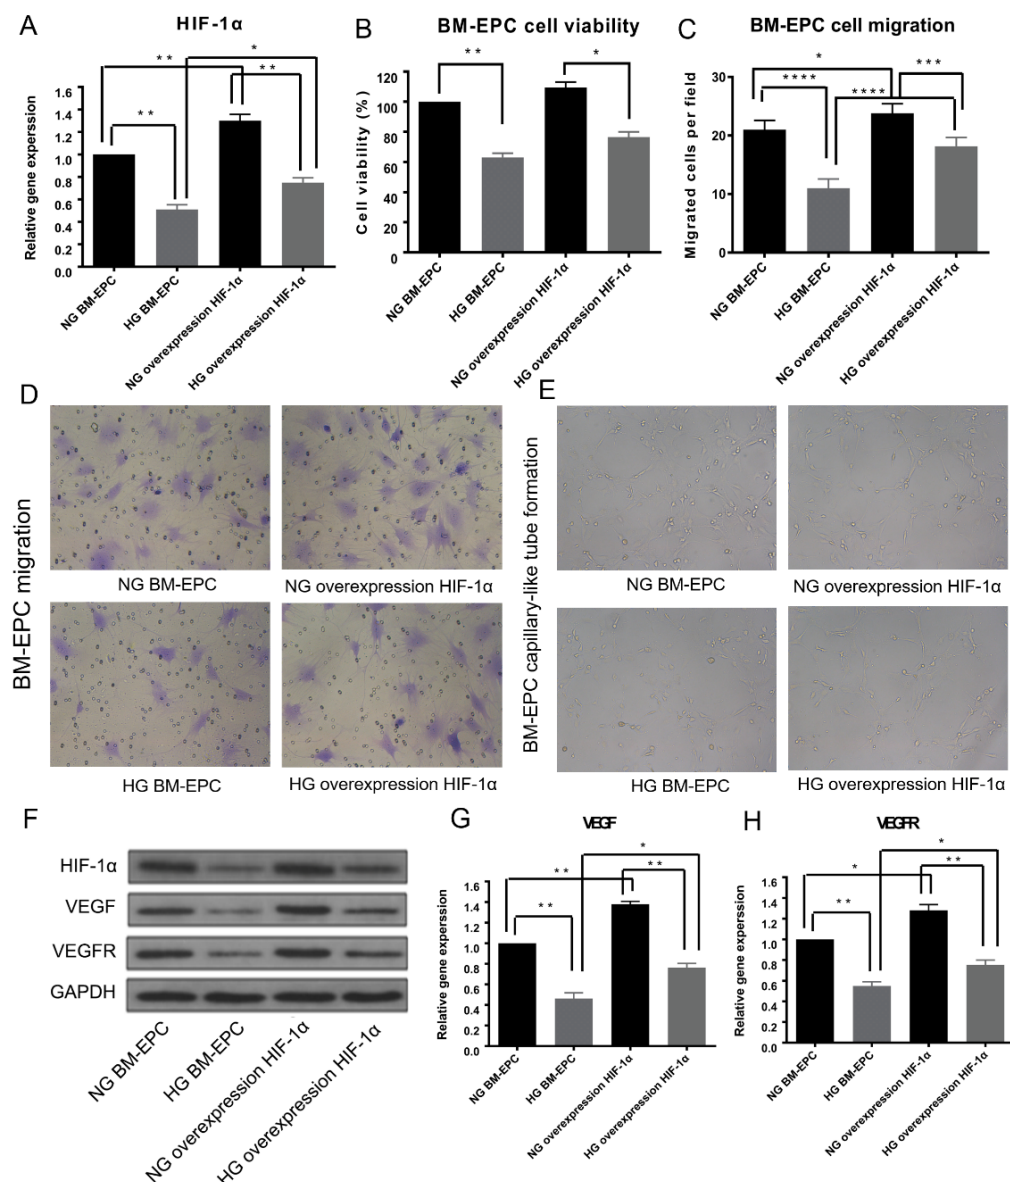 A
HIF-1α
* *
*
* *
* *
Relative gene experssion
1.6
1.4
1.2
1.0
0.8
0.6
0.4
0.2
0.0
NG BM-EPC
HG BM-EPC
NG overexpression HIF-1α
HG overexpression HIF-1α
B
BM-EPC cell viability
* *
*
Cell viability (%)
120
100
80
60
40
20
0
NG BM-EPC
HG BM-EPC
NG overexpression HIF-1α
HG overexpression HIF-1α
C
BM-EPC cell migration
*
* * *
* * * *
* * * *
Migrated cells per field
30
20
10
0
NG BM-EPC
HG BM-EPC
NG overexpression HIF-1α
HG overexpression HIF-1α
D
BM-EPC migration
NG BM-EPC
NG overexpression HIF-1α
HG BM-EPC
HG overexpression HIF-1α
E
BM-EPC capillary-like tube formation
NG BM-EPC
NG overexpression HIF-1α
HG BM-EPC
HG overexpression HIF-1α
F
HIF-1α
VEGF
VEGFR
GAPDH
NG BM-EPC
HG BM-EPC
NG overexpression HIF-1α
HG overexpression HIF-1α
G
VEGF
*
* *
* *
* *
Relative gene experssion
1.6
1.4
1.2
1.0
0.8
0.6
0.4
0.2
0.0
NG BM-EPC
HG BM-EPC
NG overexpression HIF-1α
HG overexpression HIF-1α
H
VEGFR
*
*
* *
* *
Relative gene experssion
1.6
1.4
1.2
1.0
0.8
0.6
0.4
0.2
0.0
NG BM-EPC
HG BM-EPC
NG overexpression HIF-1α
HG overexpression HIF-1α